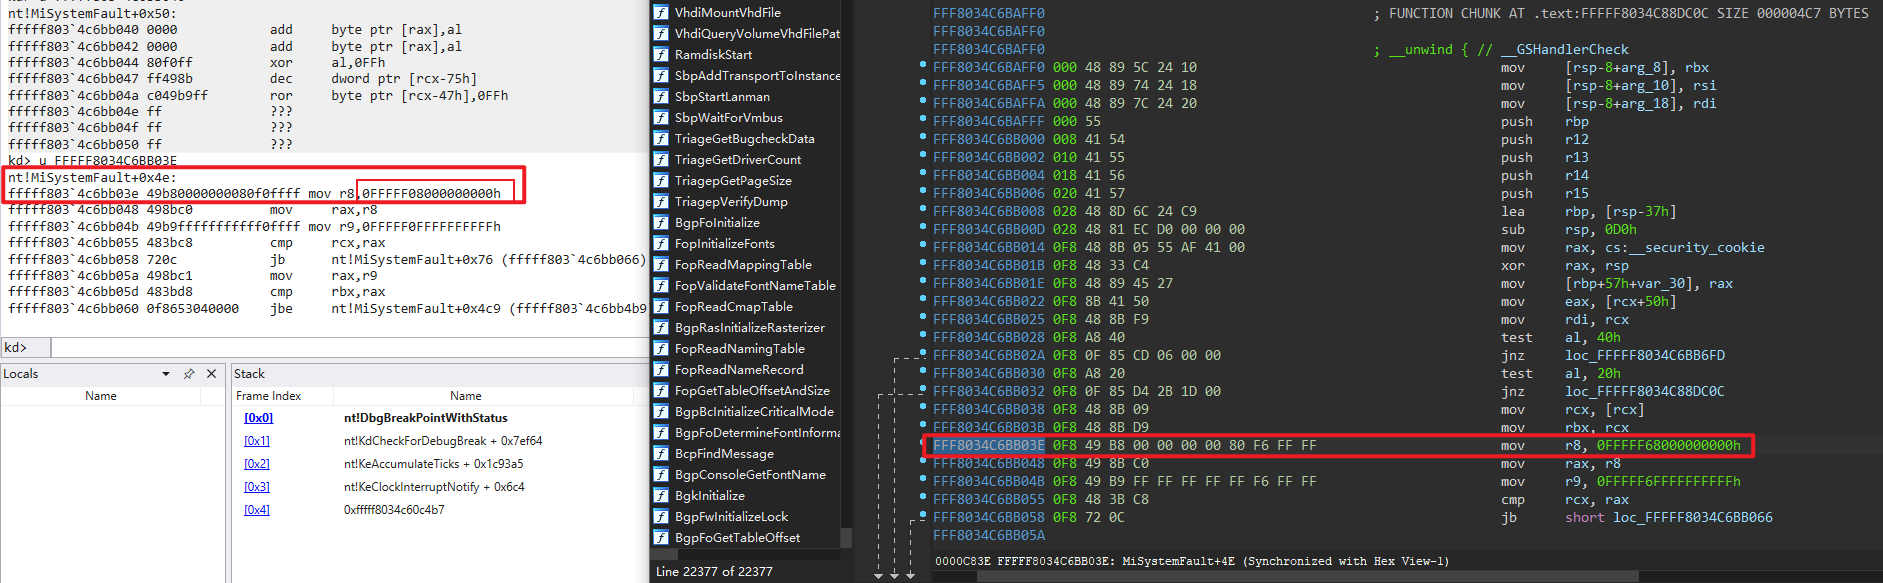 nt!MiSystemFault+0x50:
fffff803`4c6bb040 0000 add byte ptr [rax],al
fffff803`4c6bb042 0000 add byte ptr [rax],al
fffff803`4c6bb044 80f0ff xor al,0FFh
fffff803`4c6bb047 ff498b dec dword ptr [rcx-75h]
fffff803`4c6bb04a c049b9ff ror byte ptr [rcx-47h],0FFh
fffff803`4c6bb04e ff ???
fffff803`4c6bb04f ff ???
fffff803`4c6bb050 ff ???
kd> u FFFFF8034C6BB03E
nt!MiSystemFault+0x4e:
fffff803`4c6bb03e 49b80000000080f0ffff mov r8,0FFFFF08000000000h
fffff803`4c6bb048 498bc0 mov rax,r8
fffff803`4c6bb04b 49b9ffffffffff0ffff mov r9,0FFFFF0FFFFFFFFFFh
fffff803`4c6bb055 483bc8 cmp rcx,rax
fffff803`4c6bb058 720c jb nt!MiSystemFault+0x76 (fffff803`4c6bb066)
fffff803`4c6bb05a 498bc1 mov rax,r9
fffff803`4c6bb05d 483bd8 cmp rbx,rax
fffff803`4c6bb060 0f8653040000 jbe nt!MiSystemFault+0x4c9 (fffff803`4c6bb4b9
kd>
Locals
Name
Stack
Frame Index Name
[0x0] nt!DbgBreakPointWithStatus
[0x1] nt!KdCheckForDebugBreak + 0x7ef64
[0x2] nt!KeAccumulateTicks + 0x1c93a5
[0x3] nt!KeClockInterruptNotify + 0x6c4
[0x4] 0xfffff8034c60c4b7
VhdiMountVhdFile
VhdiQueryVolumeVhdFilePat
RamdiskStart
SbpAddTransportToInstance
SbpStartLanman
SbpWaitForVmbus
TriageGetBugcheckData
TriageGetDriverCount
TriagepGetPageSize
TriagepVerifyDump
BgpFoInitialize
FopInitializeFonts
FopReadMappingTable
FopValidateFontNameTable
FopReadCmapTable
BgpRasInitializeRasterizer
FopReadNamingTable
FopReadNameRecord
FopGetTableOffsetAndSize
BgpBcInitializeCriticalMode
BgpFoDetermineFontInforma
BcpFindMessage
BgpConsoleGetFontName
BgkInitialize
BgpFwInitializeLock
BgpFoGetTableOffset
Line 22377 of 22377
FFF8034C6BAFF0 ; FUNCTION CHUNK AT .text:FFFFF8034C88DC0C SIZE 000004C7 BYTES
FFF8034C6BAFF0
FFF8034C6BAFF0 ; __unwind { // __GSHandlerCheck
FFF8034C6BAFF0 000 48 89 5C 24 10 mov [rsp-8+arg_8], rbx
FFF8034C6BAFF5 000 48 89 74 24 18 mov [rsp-8+arg_10], rsi
FFF8034C6BAFFA 000 48 89 7C 24 20 mov [rsp-8+arg_18], rdi
FFF8034C6BAFFF 000 55 push rbp
FFF8034C6BB000 008 41 54 push r12
FFF8034C6BB002 010 41 55 push r13
FFF8034C6BB004 018 41 56 push r14
FFF8034C6BB006 020 41 57 push r15
FFF8034C6BB008 028 48 8D 6C 24 C9 lea rbp, [rsp-37h]
FFF8034C6BB00D 028 48 81 EC D0 00 00 00 sub rsp, 0D0h
FFF8034C6BB014 0F8 48 8B 05 55 AF 41 00 mov rax, cs:__security_cookie
FFF8034C6BB01B 0F8 48 33 C4 xor rax, rsp
FFF8034C6BB01E 0F8 48 89 45 27 mov [rbp+57h+var_30], rax
FFF8034C6BB022 0F8 8B 41 50 mov eax, [rcx+50h]
FFF8034C6BB025 0F8 48 8B F9 mov rdi, rcx
FFF8034C6BB028 0F8 A8 40 test al, 40h
FFF8034C6BB02A 0F8 0F 85 CD 06 00 00 jnz loc_FFFFF8034C6BB6FD
FFF8034C6BB030 0F8 A8 20 test al, 20h
FFF8034C6BB032 0F8 0F 85 D4 2B 1D 00 jnz loc_FFFFF8034C88DC0C
FFF8034C6BB038 0F8 48 8B 09 mov rcx, [rcx]
FFF8034C6BB03B 0F8 48 8B D9 mov rbx, rcx
FFF8034C6BB03E 0F8 49 B8 00 00 00 00 80 F6 FF FF mov r8, 0FFFFF68000000000h
FFF8034C6BB048 0F8 49 8B C0 mov rax, r8
FFF8034C6BB04B 0F8 49 B9 FF FF FF FF FF F6 FF FF mov r9, 0FFFFF6FFFFFFFFFFh
FFF8034C6BB055 0F8 48 3B C8 cmp rcx, rax
FFF8034C6BB058 0F8 72 0C jb short loc_FFFFF8034C6BB066
FFF8034C6BB05A
0000C83E FFFFF8034C6BB03E: MiSystemFault+4E (Synchronized with Hex View-1)